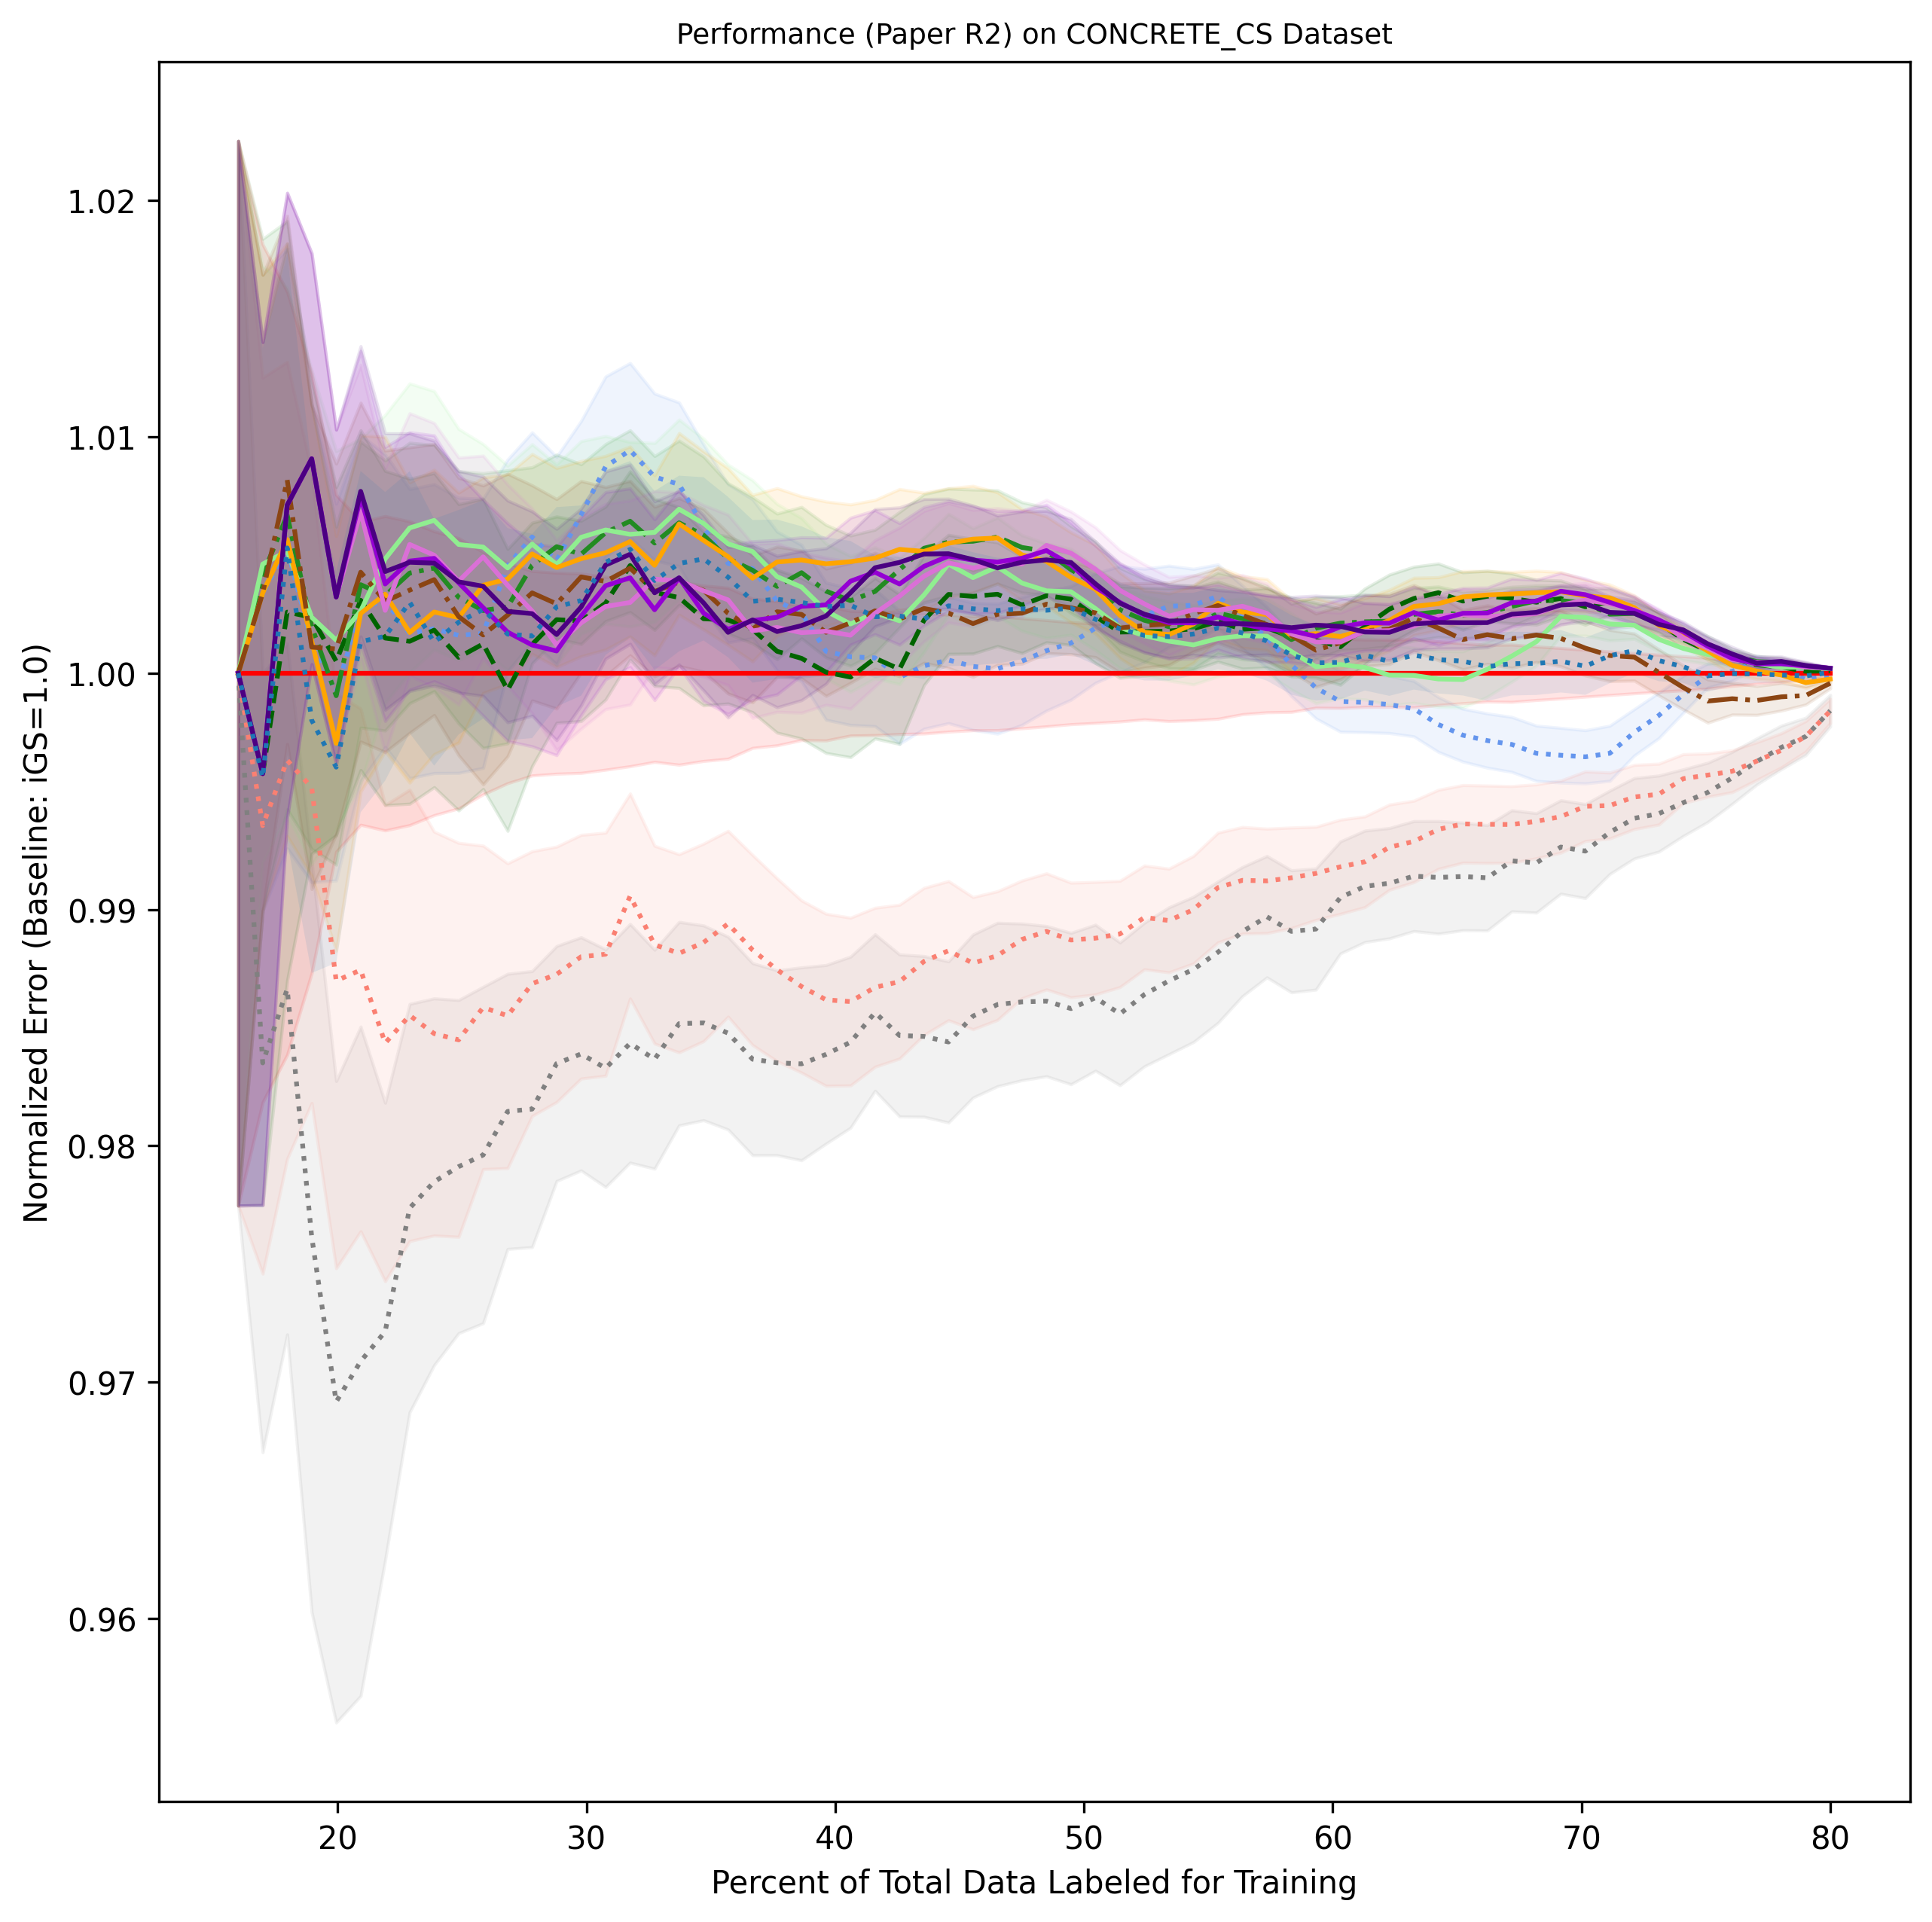 Performance (Paper R2) on CONCRETE_CS Dataset
Normalized Error (Baseline: iGS=1.0)
1.02
1.01
1.00
0.99
0.98
0.97
0.96
20 30 40 50 60 70 80
Percent of Total Data Labeled for Training